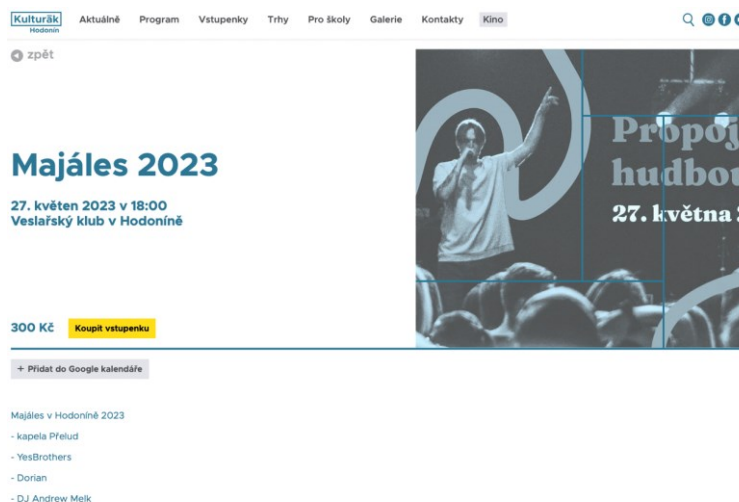 Kulturák
Hodonín
Aktuálně Program Vstupenky Trhy Pro školy Galerie Kontakty Kino
zpět
Majáles 2023
27. květen 2023 v 18:00
Veslařský klub v Hodoníně
Propoj
hudbou
27. května
300 Kč Koupit vstupenku
+ Přidat do Google kalendáře
Majáles v Hodoníně 2023
- kapela Přelud
- YesBrothers
- Dorian
- DJ Andrew Melk